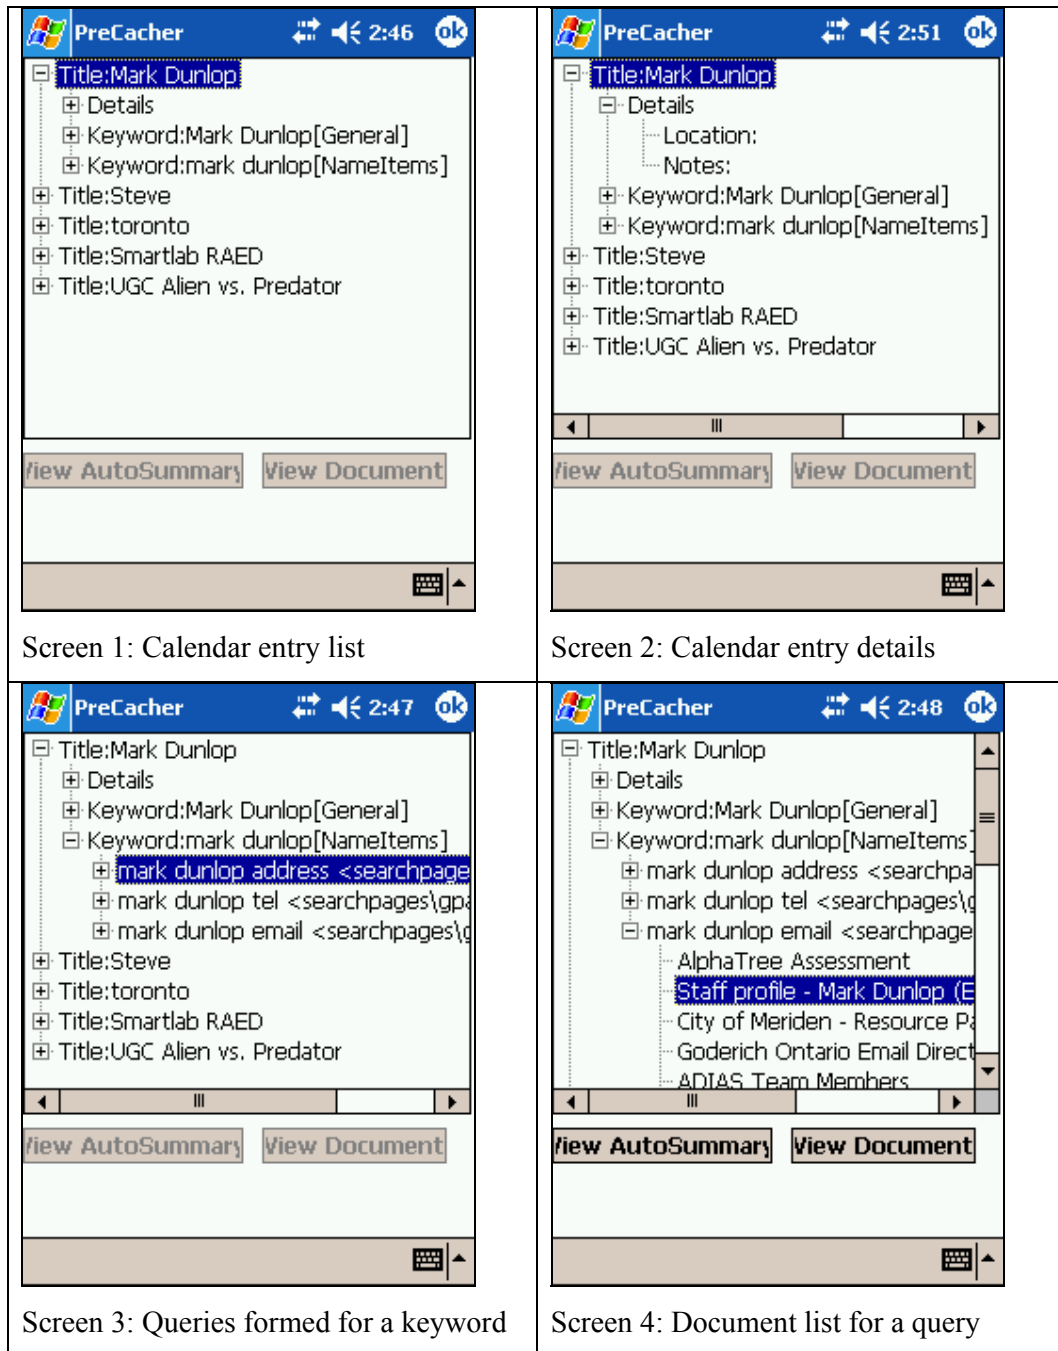 PreCacher 2:46 ok
Title:Mark Dunlop
Details
Keyword:Mark Dunlop[General]
Keyword:mark dunlop[NameItems]
Title:Steve
Title:toronto
Title:Smartlab RAED
Title:UGC Alien vs. Predator
View AutoSummary View Document
Screen 1: Calendar entry list
PreCacher 2:51 ok
Title:Mark Dunlop
Details
Location:
Notes:
Keyword:Mark Dunlop[General]
Keyword:mark dunlop[NameItems]
Title:Steve
Title:toronto
Title:Smartlab RAED
Title:UGC Alien vs. Predator
View AutoSummary View Document
Screen 2: Calendar entry details
PreCacher 2:47 ok
Title:Mark Dunlop
Details
Keyword:Mark Dunlop[General]
Keyword:mark dunlop[NameItems]
mark dunlop address <searchpage
mark dunlop tel <searchpages\gpa
mark dunlop email <searchpages\g
Title:Steve
Title:toronto
Title:Smartlab RAED
Title:UGC Alien vs. Predator
View AutoSummary View Document
Screen 3: Queries formed for a keyword
PreCacher 2:48 ok
Title:Mark Dunlop
Details
Keyword:Mark Dunlop[General]
Keyword:mark dunlop[NameItems]
mark dunlop address <searchpa
mark dunlop tel <searchpages\g
mark dunlop email <searchpage
AlphaTree Assessment
Staff profile - Mark Dunlop (E
City of Meriden - Resource Pa
Goderich Ontario Email Direct
ADIAS Team Members
View AutoSummary View Document
Screen 4: Document list for a query